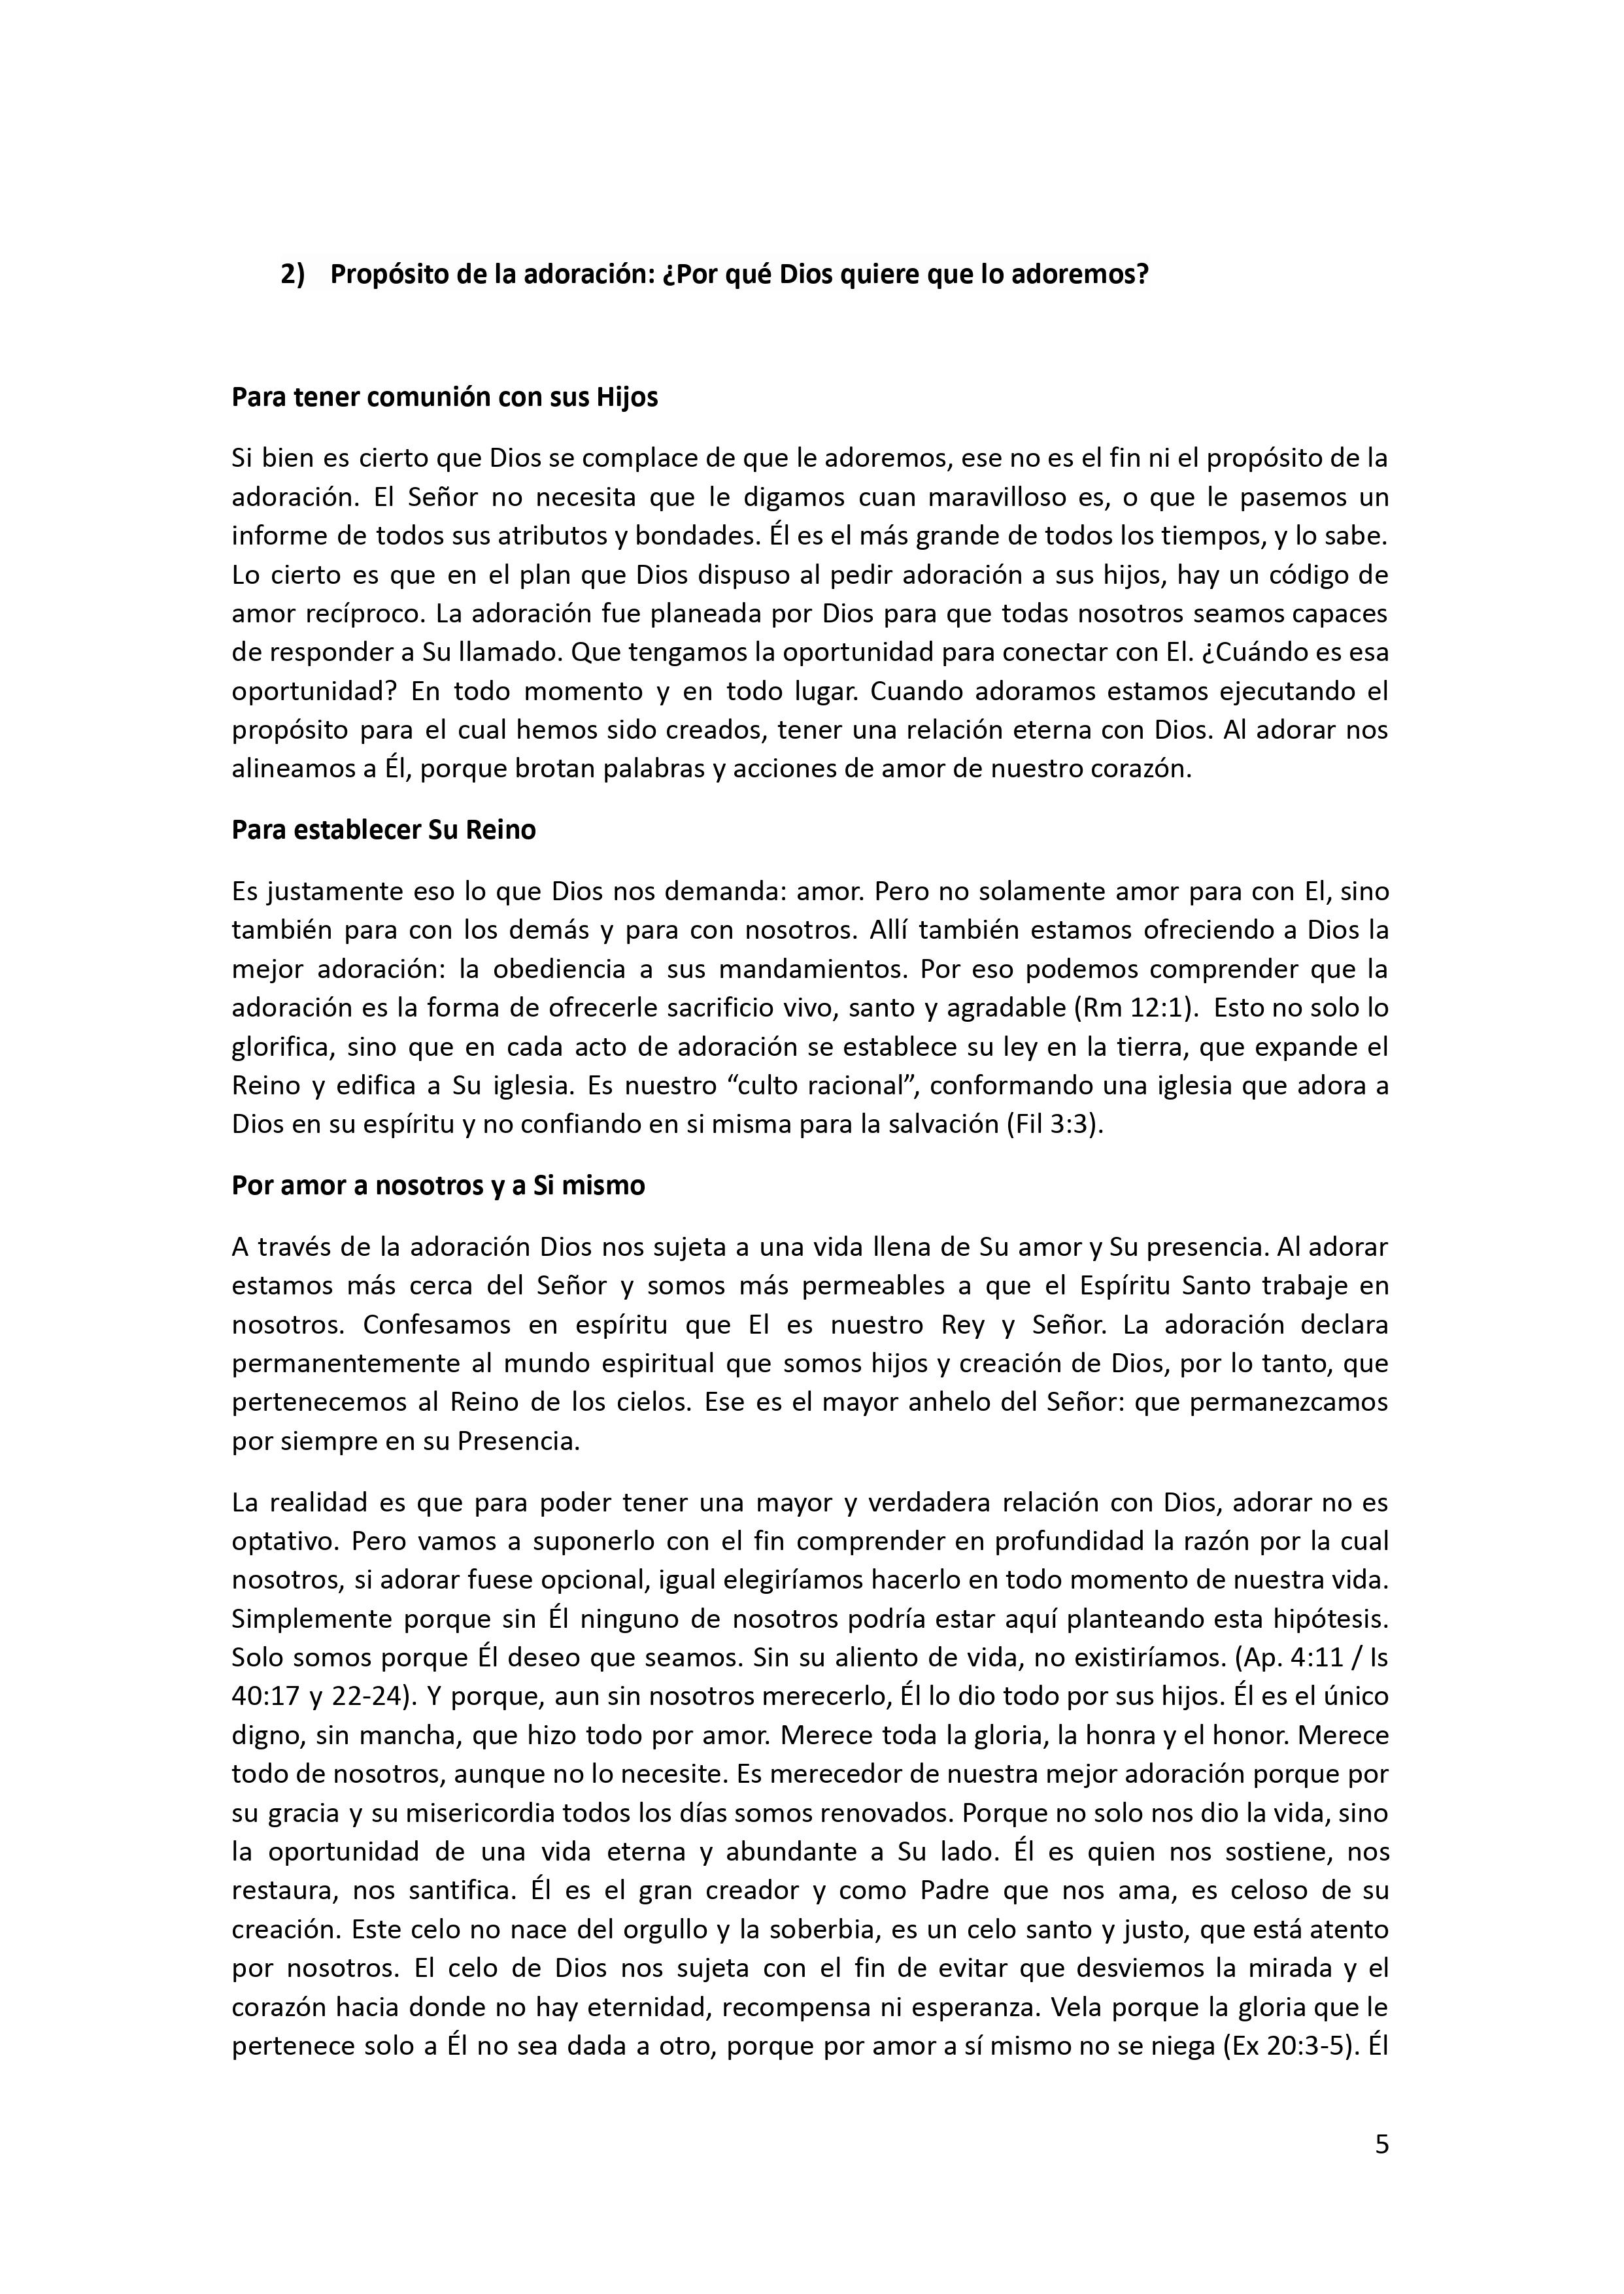 2) Propósito de la adoración: ¿Por qué Dios quiere que lo adoremos?
Para tener comunión con sus Hijos
Si bien es cierto que Dios se complace de que le adoremos, ese no es el fin ni el propósito de la
adoración. El Señor no necesita que le digamos cuan maravilloso es, o que le pasemos un
informe de todos sus atributos y bondades. Él es el más grande de todos los tiempos, y lo sabe.
Lo cierto es que en el plan que Dios dispuso al pedir adoración a sus hijos, hay un código de
amor recíproco. La adoración fue planeada por Dios para que todas nosotros seamos capaces
de responder a Su llamado. Que tengamos la oportunidad para conectar con El. ¿Cuándo es esa
oportunidad? En todo momento y en todo lugar. Cuando adoramos estamos ejecutando el
propósito para el cual hemos sido creados, tener una relación eterna con Dios. Al adorar nos
alineamos a Él, porque brotan palabras y acciones de amor de nuestro corazón.
Para establecer Su Reino
Es justamente eso lo que Dios nos demanda: amor. Pero no solamente amor para con El, sino
también para con los demás y para con nosotros. Allí también estamos ofreciendo a Dios la
mejor adoración: la obediencia a sus mandamientos. Por eso podemos comprender que la
adoración es la forma de ofrecerle sacrificio vivo, santo y agradable (Rm 12:1). Esto no solo lo
glorifica, sino que en cada acto de adoración se establece su ley en la tierra, que expande el
Reino y edifica a Su iglesia. Es nuestro “culto racional”, conformando una iglesia que adora a
Dios en su espíritu y no confiando en si misma para la salvación (Fil 3:3).
Por amor a nosotros y a Si mismo
A través de la adoración Dios nos sujeta a una vida llena de Su amor y Su presencia. Al adorar
estamos más cerca del Señor y somos más permeables a que el Espíritu Santo trabaje en
nosotros. Confesamos en espíritu que El es nuestro Rey y Señor. La adoración declara
permanentemente al mundo espiritual que somos hijos y creación de Dios, por lo tanto, que
pertenecemos al Reino de los cielos. Ese es el mayor anhelo del Señor: que permanezcamos
por siempre en su Presencia.
La realidad es que para poder tener una mayor y verdadera relación con Dios, adorar no es
optativo. Pero vamos a suponerlo con el fin comprender en profundidad la razón por la cual
nosotros, si adorar fuese opcional, igual elegiríamos hacerlo en todo momento de nuestra vida.
Simplemente porque sin Él ninguno de nosotros podría estar aquí planteando esta hipótesis.
Solo somos porque Él deseo que seamos. Sin su aliento de vida, no existiríamos. (Ap. 4:11 / Is
40:17 y 22-24). Y porque, aun sin nosotros merecerlo, Él lo dio todo por sus hijos. Él es el único
digno, sin mancha, que hizo todo por amor. Merece toda la gloria, la honra y el honor. Merece
todo de nosotros, aunque no lo necesite. Es merecedor de nuestra mejor adoración porque por
su gracia y su misericordia todos los días somos renovados. Porque no solo nos dio la vida, sino
la oportunidad de una vida eterna y abundante a Su lado. Él es quien nos sostiene, nos
restaura, nos santifica. Él es el gran creador y como Padre que nos ama, es celoso de su
creación. Este celo no nace del orgullo y la soberbia, es un celo santo y justo, que está atento
por nosotros. El celo de Dios nos sujeta con el fin de evitar que desviemos la mirada y el
corazón hacia donde no hay eternidad, recompensa ni esperanza. Vela porque la gloria que le
pertenece solo a Él no sea dada a otro, porque por amor a sí mismo no se niega (Ex 20:3-5). Él
5